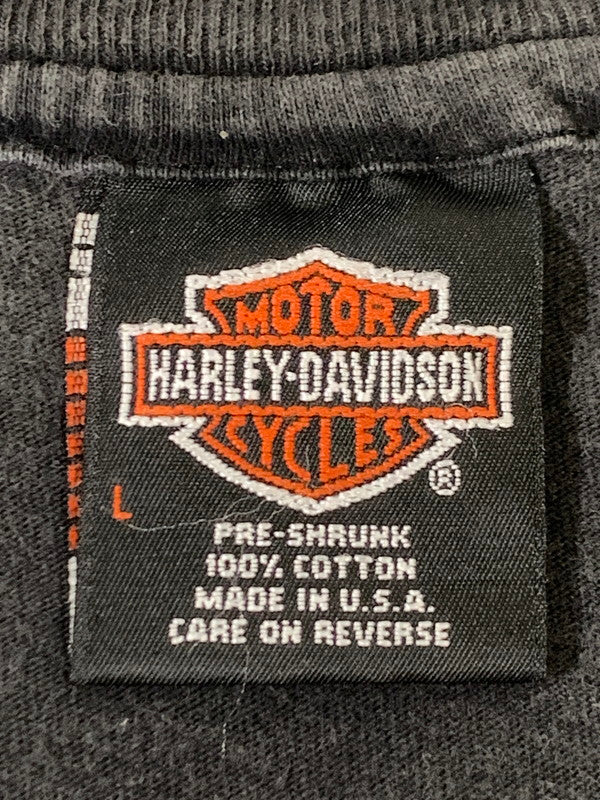 MOTOR
HARLEY-DAVIDSON
CYCLES
®
L
PRE-SHRUNK
100% COTTON
MADE IN U.S.A.
CARE ON REVERSE